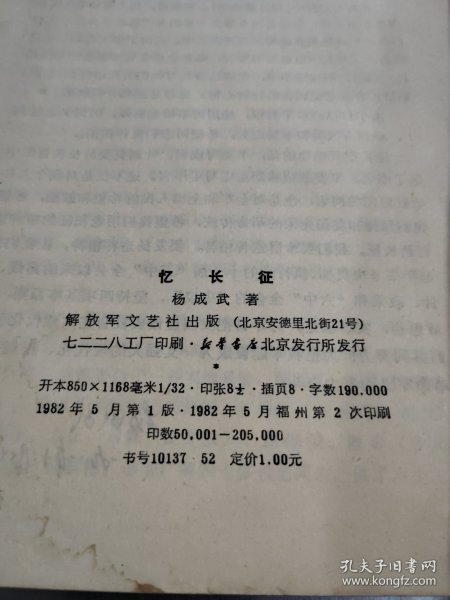 忆长征
杨成武 著
解放军文艺社出版 (北京安德里北街21号)
七二二八工厂印刷·新华书店北京发行所发行
*
开本850×1168毫米1/32·印张8½·插页8·字数190.000
1982年5月第1版·1982年5月福州第2次印刷
印数50.001—205.000
书号10137·52 定价1.00元
孔夫子旧书网
www.kongfz.com